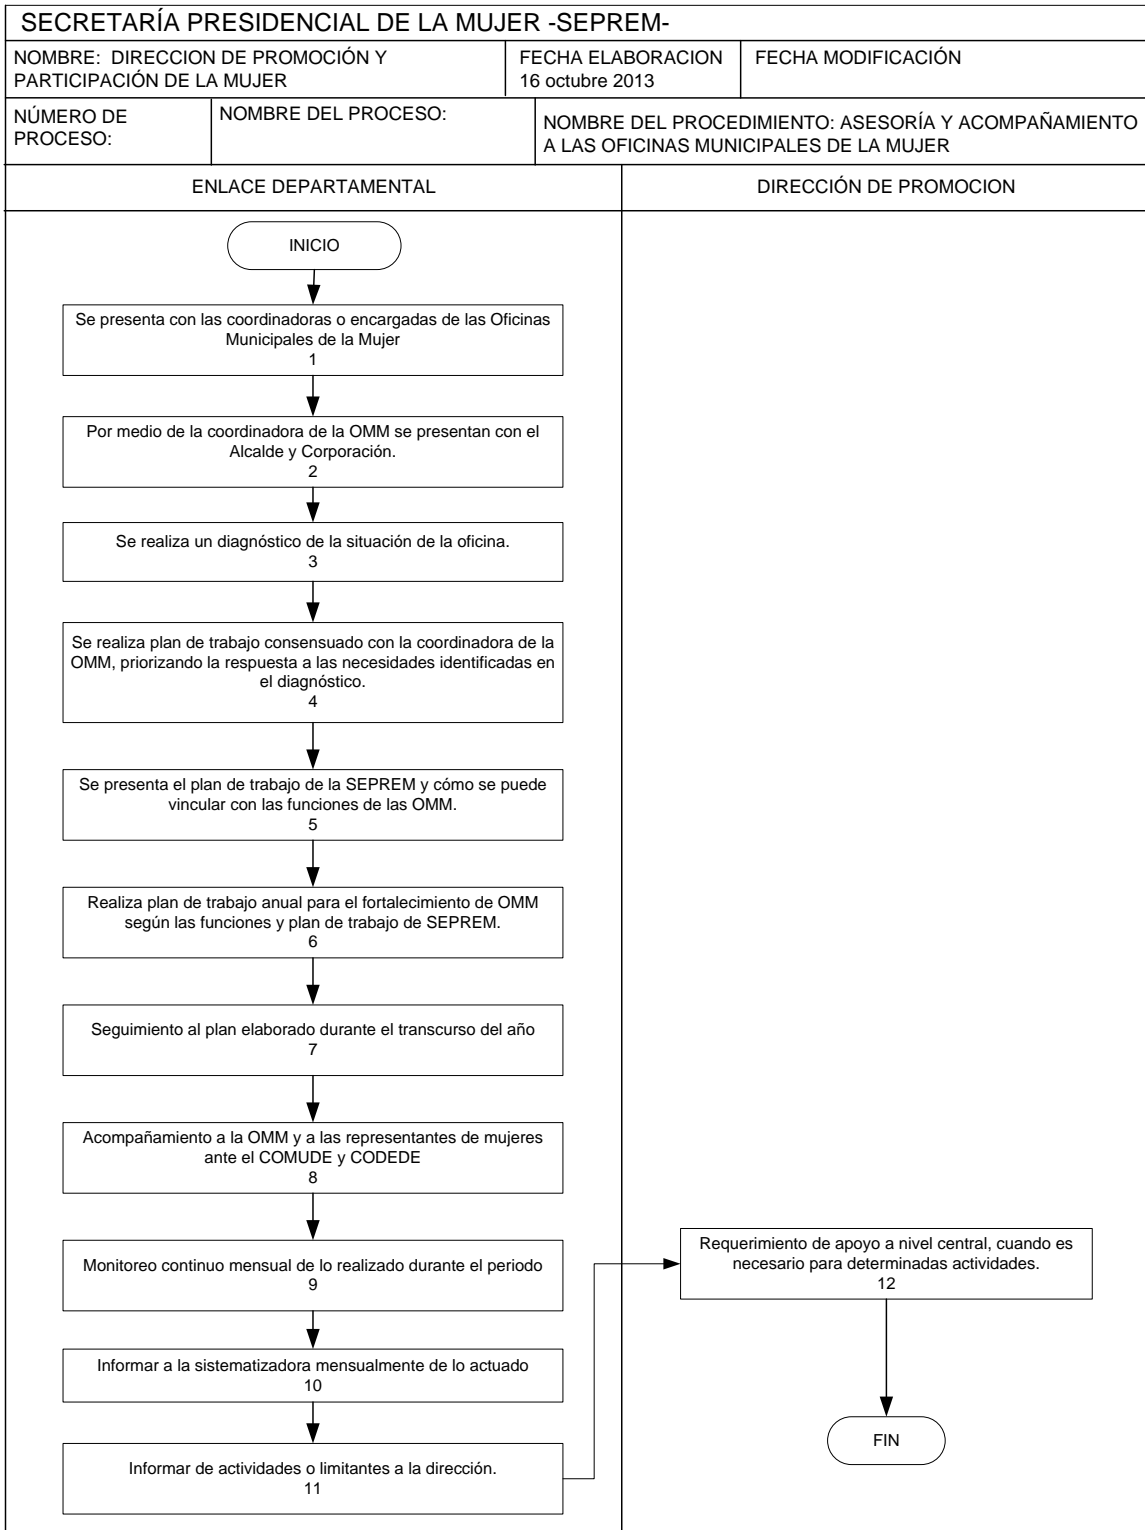 SECRETARÍA PRESIDENCIAL DE LA MUJER -SEPREM-
NOMBRE: DIRECCION DE PROMOCIÓN Y
PARTICIPACIÓN DE LA MUJER
FECHA ELABORACION
16 octubre 2013
FECHA MODIFICACIÓN
NÚMERO DE
PROCESO:
NOMBRE DEL PROCESO:
NOMBRE DEL PROCEDIMIENTO: ASESORÍA Y ACOMPAÑAMIENTO
A LAS OFICINAS MUNICIPALES DE LA MUJER
ENLACE DEPARTAMENTAL
DIRECCIÓN DE PROMOCION
INICIO
Se presenta con las coordinadoras o encargadas de las Oficinas
Municipales de la Mujer
1
Por medio de la coordinadora de la OMM se presentan con el
Alcalde y Corporación.
2
Se realiza un diagnóstico de la situación de la oficina.
3
Se realiza plan de trabajo consensuado con la coordinadora de la
OMM, priorizando la respuesta a las necesidades identificadas en
el diagnóstico.
4
Se presenta el plan de trabajo de la SEPREM y cómo se puede
vincular con las funciones de las OMM.
5
Realiza plan de trabajo anual para el fortalecimiento de OMM
según las funciones y plan de trabajo de SEPREM.
6
Seguimiento al plan elaborado durante el transcurso del año
7
Acompañamiento a la OMM y a las representantes de mujeres
ante el COMUDE y CODEDE
8
Monitoreo continuo mensual de lo realizado durante el periodo
9
Informar a la sistematizadora mensualmente de lo actuado
10
Informar de actividades o limitantes a la dirección.
11
Requerimiento de apoyo a nivel central, cuando es
necesario para determinadas actividades.
12
FIN